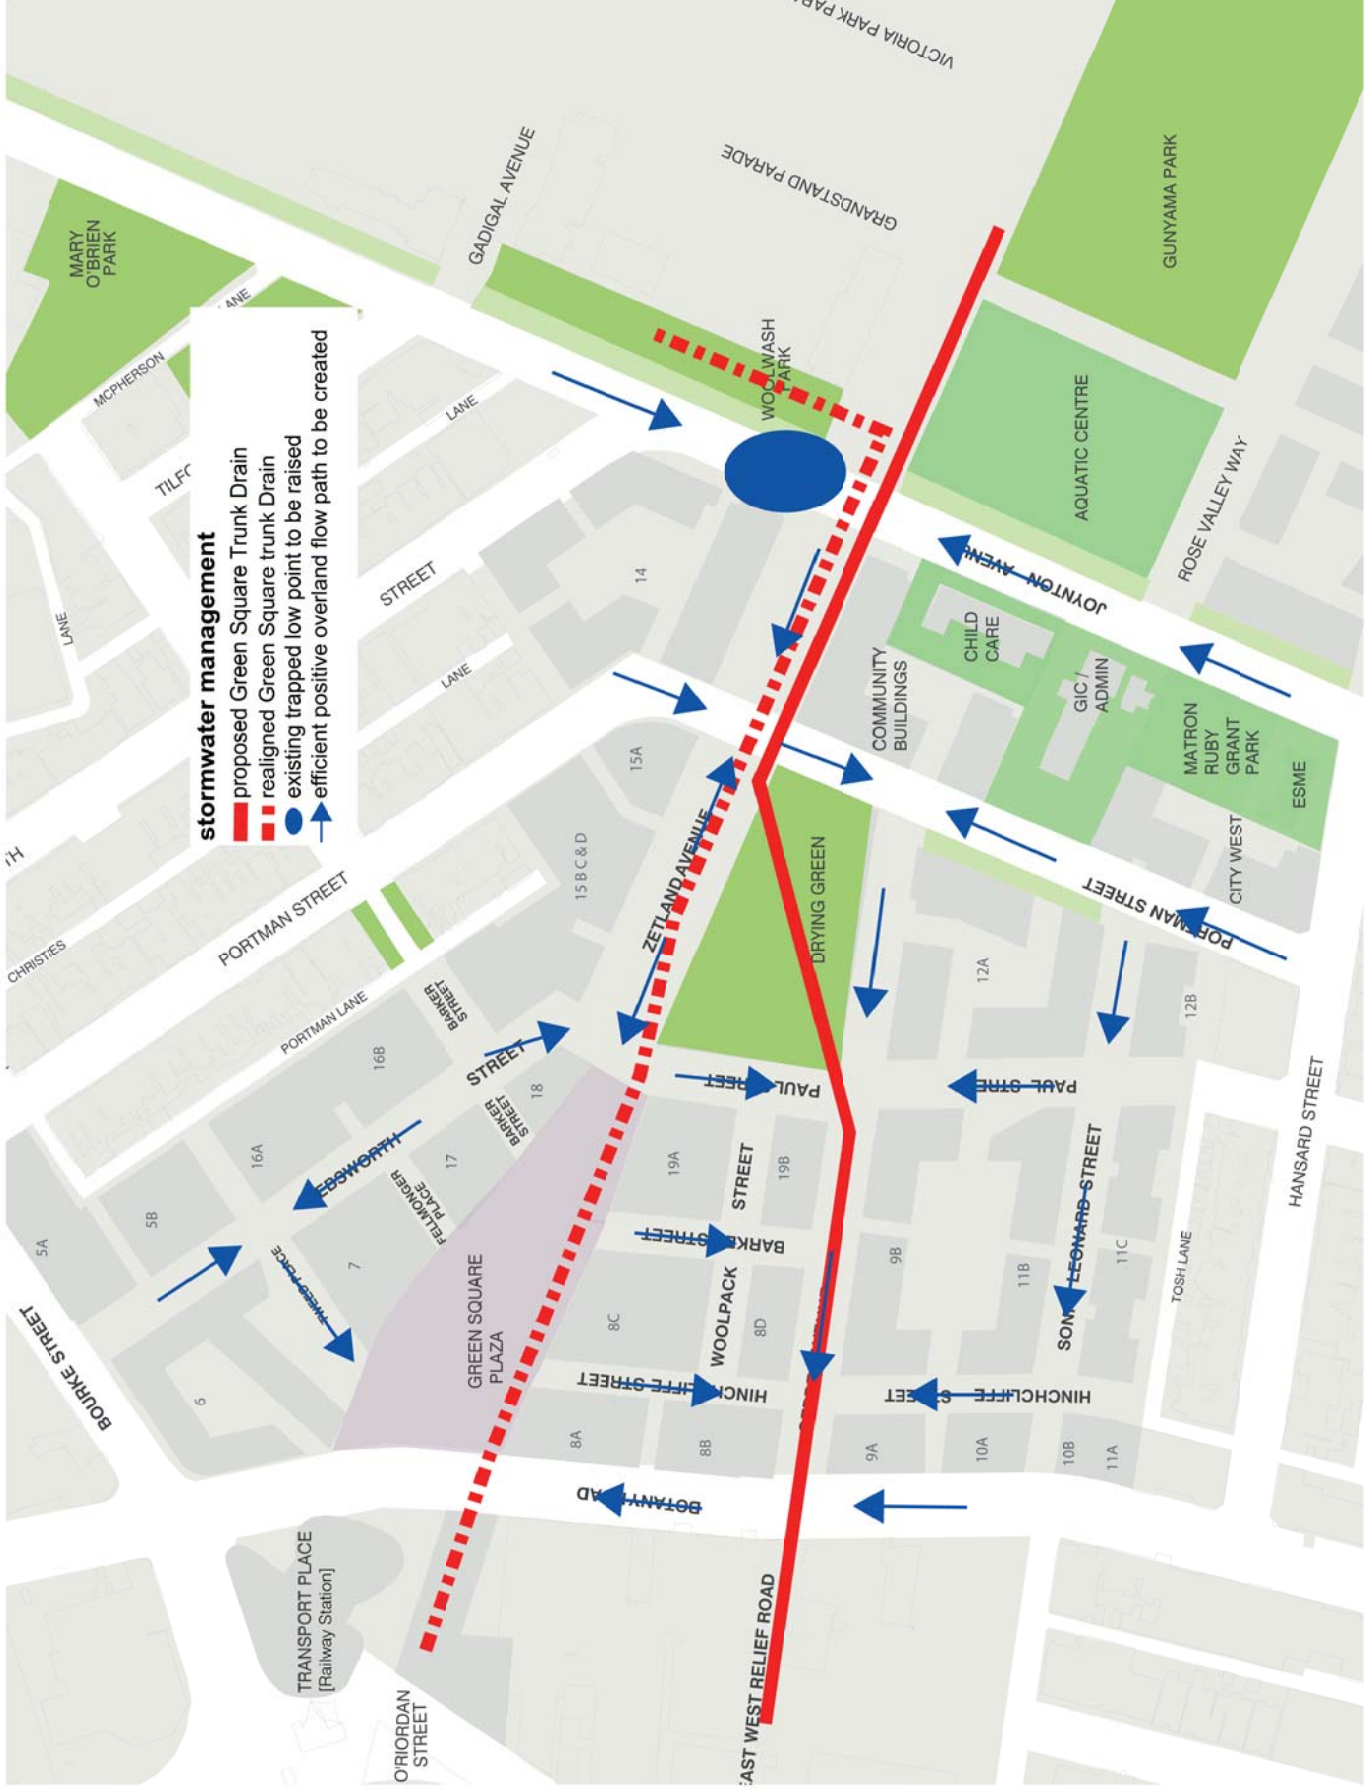 stormwater management
proposed Green Square Trunk Drain
realigned Green Square trunk Drain
existing trapped low point to be raised
efficient positive overland flow path to be created
MARY
O'BRIEN
PARK
MCPHERSON
LANE
GADIGAL AVENUE
VICTORIA PARK
GRANDSTAND PARADE
GUNYAMA PARK
WOOLWASH
PARK
AQUATIC CENTRE
ROSE VALLEY WAY
LANE
LANE
LANE
STREET
14
CHILD
CARE
JOYNTON
COMMUNITY
BUILDINGS
GIC /
ADMIN
MATRON
RUBY
GRANT
PARK
ESME
CITY WEST
15A
15 B C & D
ZETLAND AVENUE
DRYING GREEN
PORTMAN STREET
PORTMAN STREET
CHRISTIES
PORTMAN LANE
BARKER
STREET
16B
STREET
18
BARKER
STREET
12A
12B
PAUL STREET
PAUL
HANSARD STREET
16A
EBSWORTH
17
FELLMONGER
PLACE
19A
STREET
19B
BARKER STREET
5A
5B
7
TWEED PLACE
GREEN SQUARE
PLAZA
8C
WOOLPACK
8D
9B
11B
LEONARD STREET
11C
TOSH LANE
BOURKE STREET
6
HINCHCLIFFE STREET
HINCHCLIFFE STREET
8A
8B
9A
10A
10B
11A
TRANSPORT PLACE
[Railway Station]
O'RIORDAN
STREET
EAST WEST RELIEF ROAD